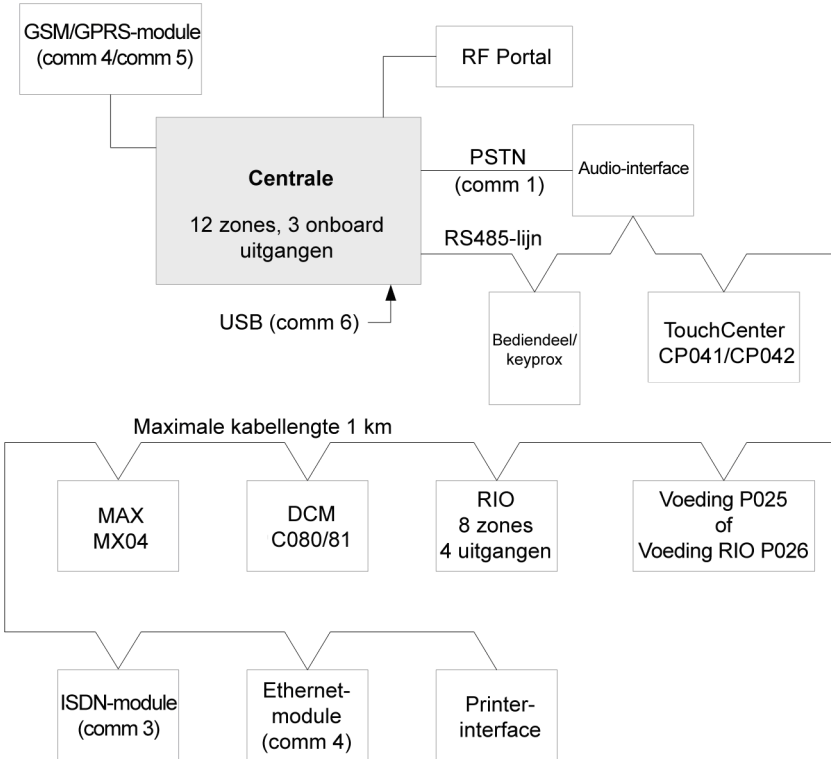 GSM/GPRS-module
(comm 4/comm 5)
RF Portal
Centrale
12 zones, 3 onboard
uitgangen
PSTN
(comm 1)
Audio-interface
RS485-lijn
USB (comm 6)
Bediendeel/
keyprox
TouchCenter
CP041/CP042
Maximale kabellengte 1 km
MAX
MX04
DCM
C080/81
RIO
8 zones
4 uitgangen
Voeding P025
of
Voeding RIO P026
ISDN-module
(comm 3)
Ethernet-
module
(comm 4)
Printer-
interface